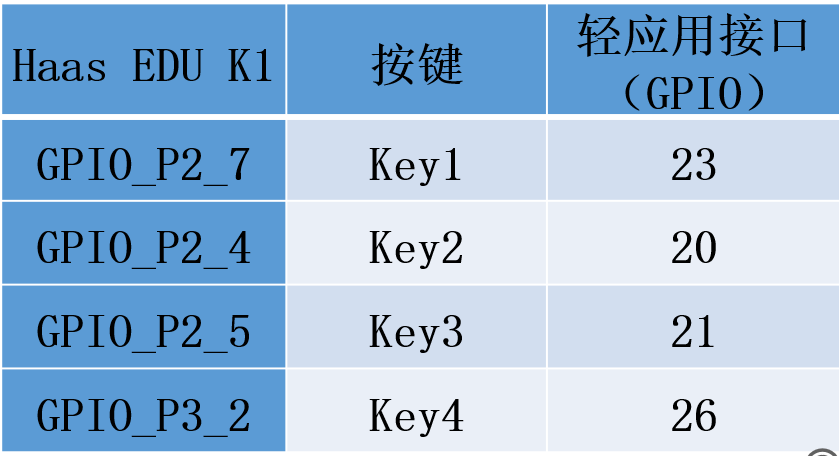 Haas EDU K1 按键 轻应用接口
（GPIO）
GPIO_P2_7 Key1 23
GPIO_P2_4 Key2 20
GPIO_P2_5 Key3 21
GPIO_P3_2 Key4 26